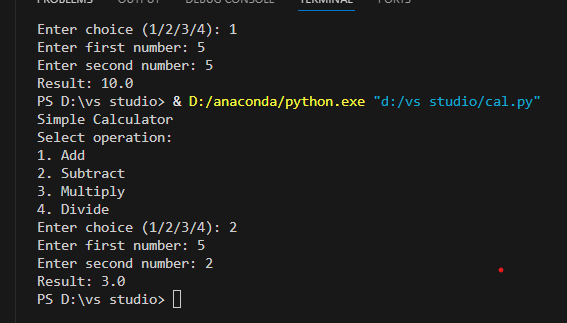 PROBLEMS OUTPUT DEBUG CONSOLE TERMINAL PORTS
Enter choice (1/2/3/4): 1
Enter first number: 5
Enter second number: 5
Result: 10.0
PS D:\vs studio> & D:/anaconda/python.exe "d:/vs studio/cal.py"
Simple Calculator
Select operation:
1. Add
2. Subtract
3. Multiply
4. Divide
Enter choice (1/2/3/4): 2
Enter first number: 5
Enter second number: 2
Result: 3.0
PS D:\vs studio>